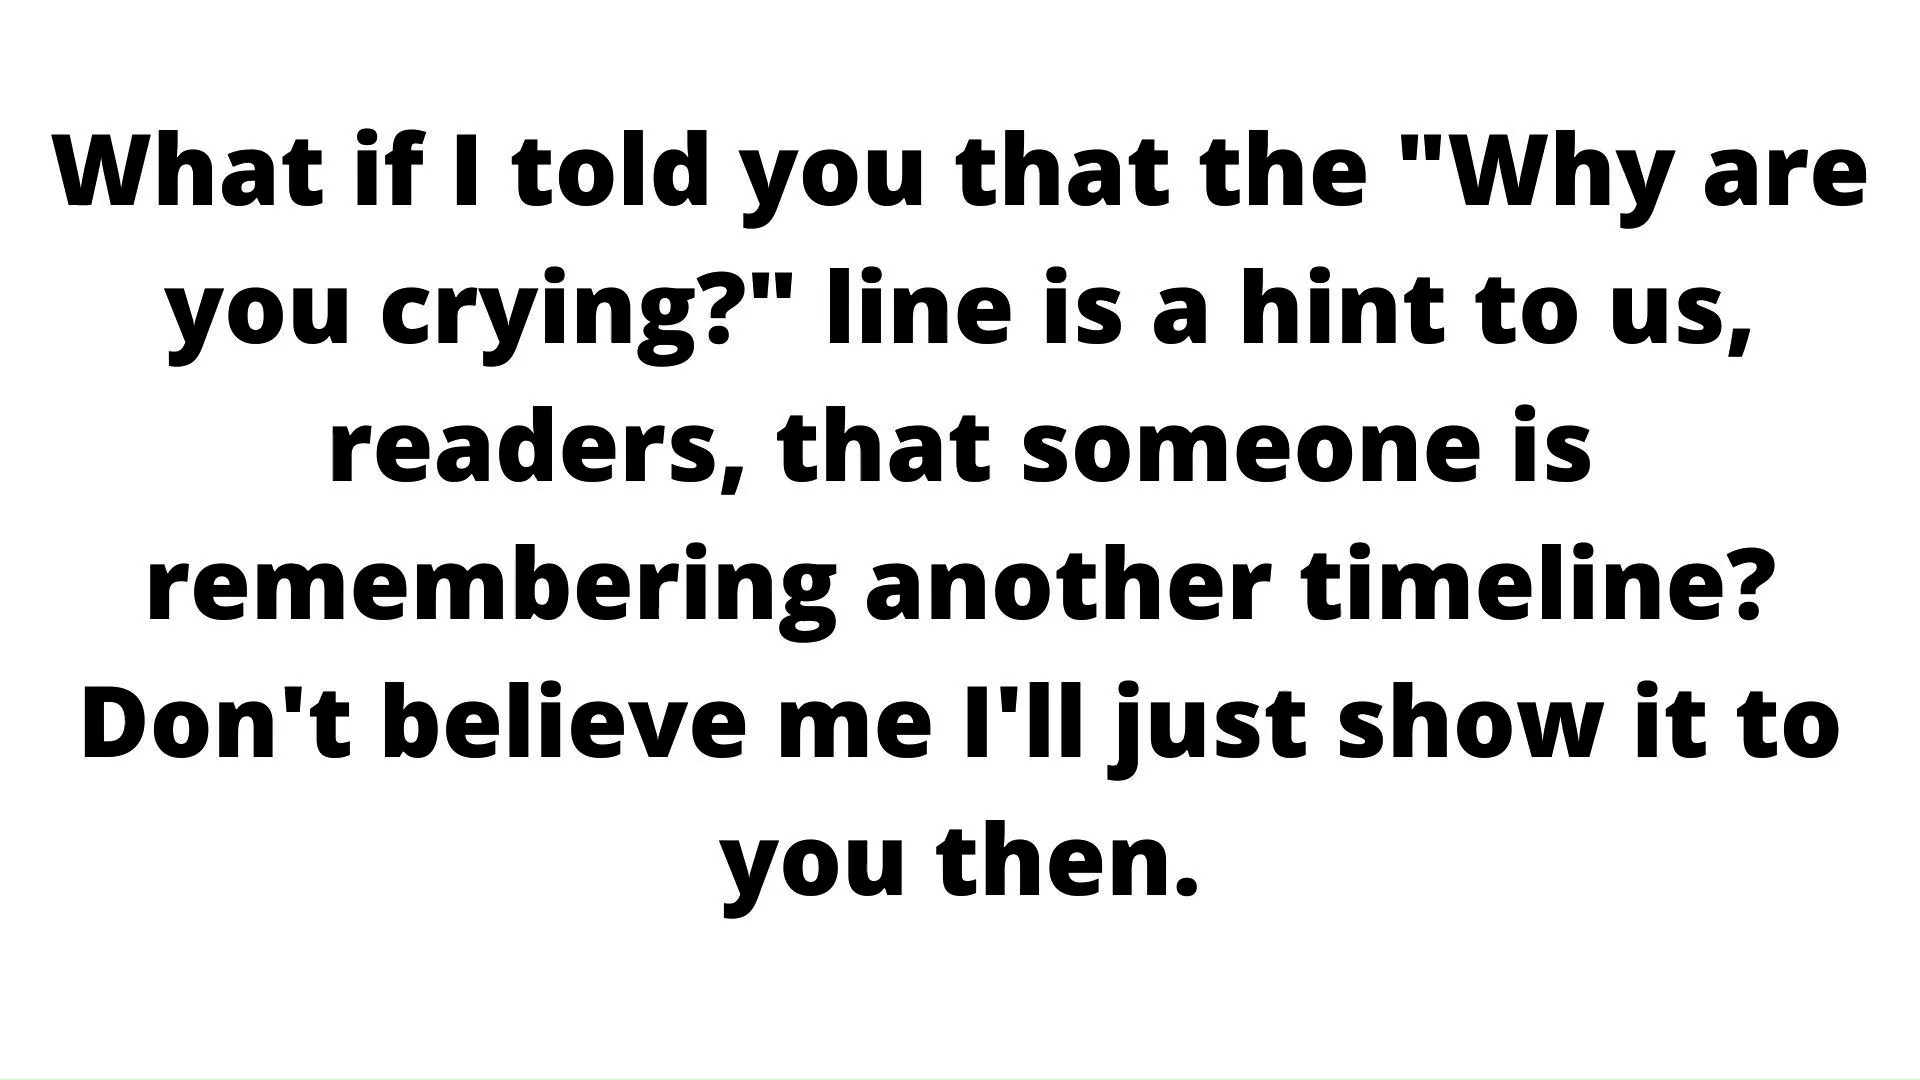 What if I told you that the "Why are
you crying?" line is a hint to us,
readers, that someone is
remembering another timeline?
Don't believe me I'll just show it to
you then.